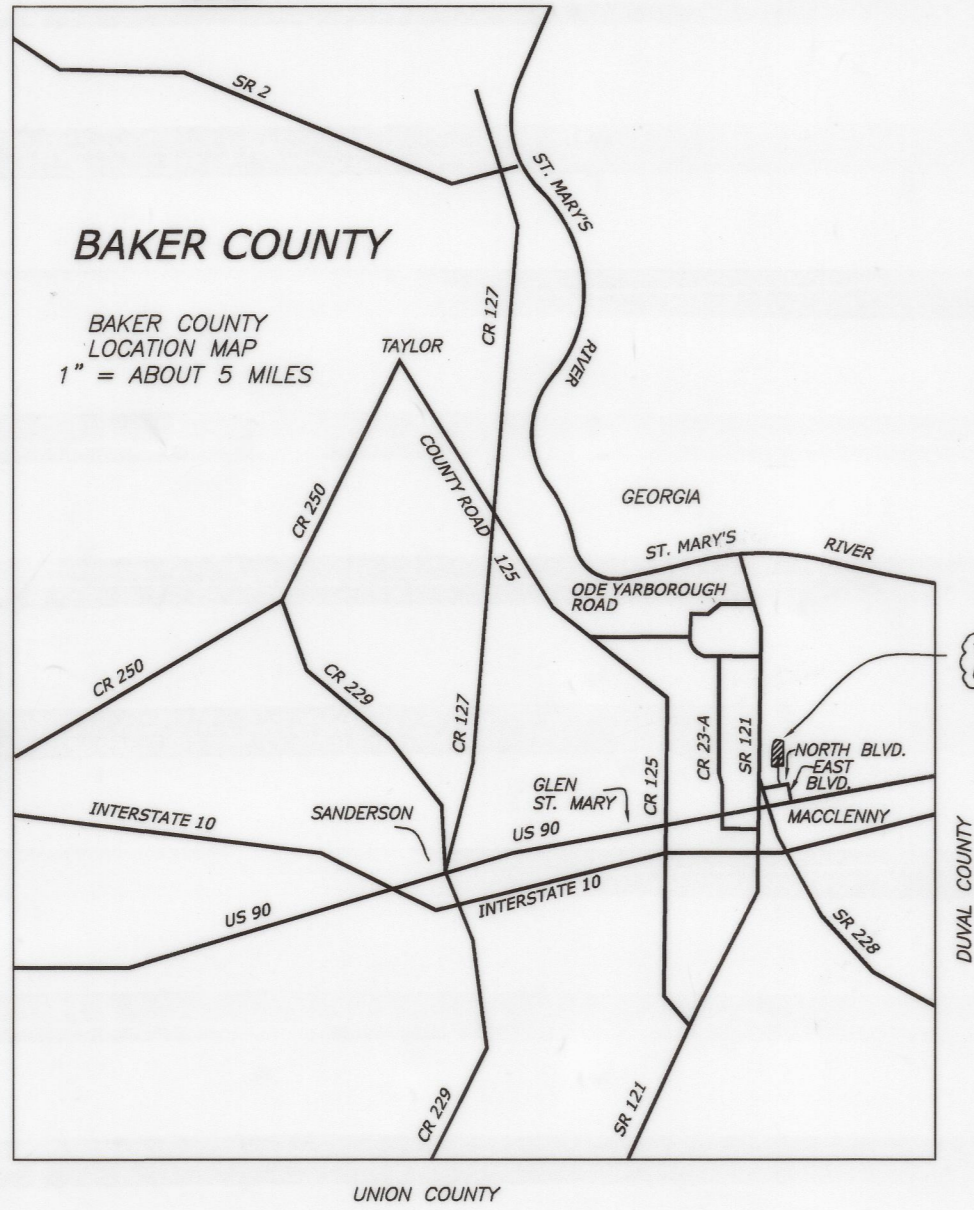 SR 2
ST. MARY'S
RIVER
BAKER COUNTY
BAKER COUNTY
LOCATION MAP
1" = ABOUT 5 MILES
CR 127
TAYLOR
COUNTY ROAD 125
CR 250
GEORGIA
ST. MARY'S RIVER
ODE YARBOROUGH
ROAD
CR 250
CR 229
CR 127
CR 23-A
SR 121
NORTH BLVD.
EAST
BLVD.
GLEN
ST. MARY
CR 125
INTERSTATE 10
SANDERSON
US 90
MACCLENNY
INTERSTATE 10
US 90
SR 228
DUVAL COUNTY
CR 229
SR 121
UNION COUNTY